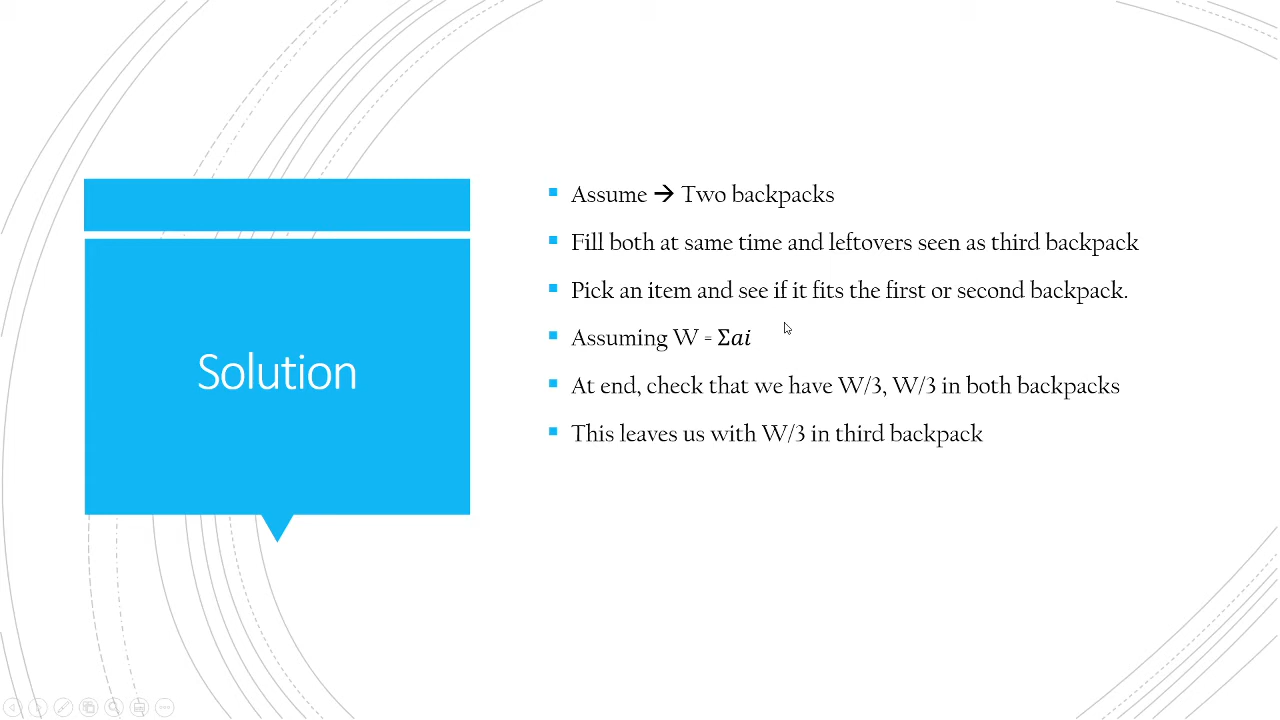 Solution
Assume → Two backpacks
Fill both at same time and leftovers seen as third backpack
Pick an item and see if it fits the first or second backpack.
Assuming W = Σ𝑎𝑖
At end, check that we have W/3, W/3 in both backpacks
This leaves us with W/3 in third backpack